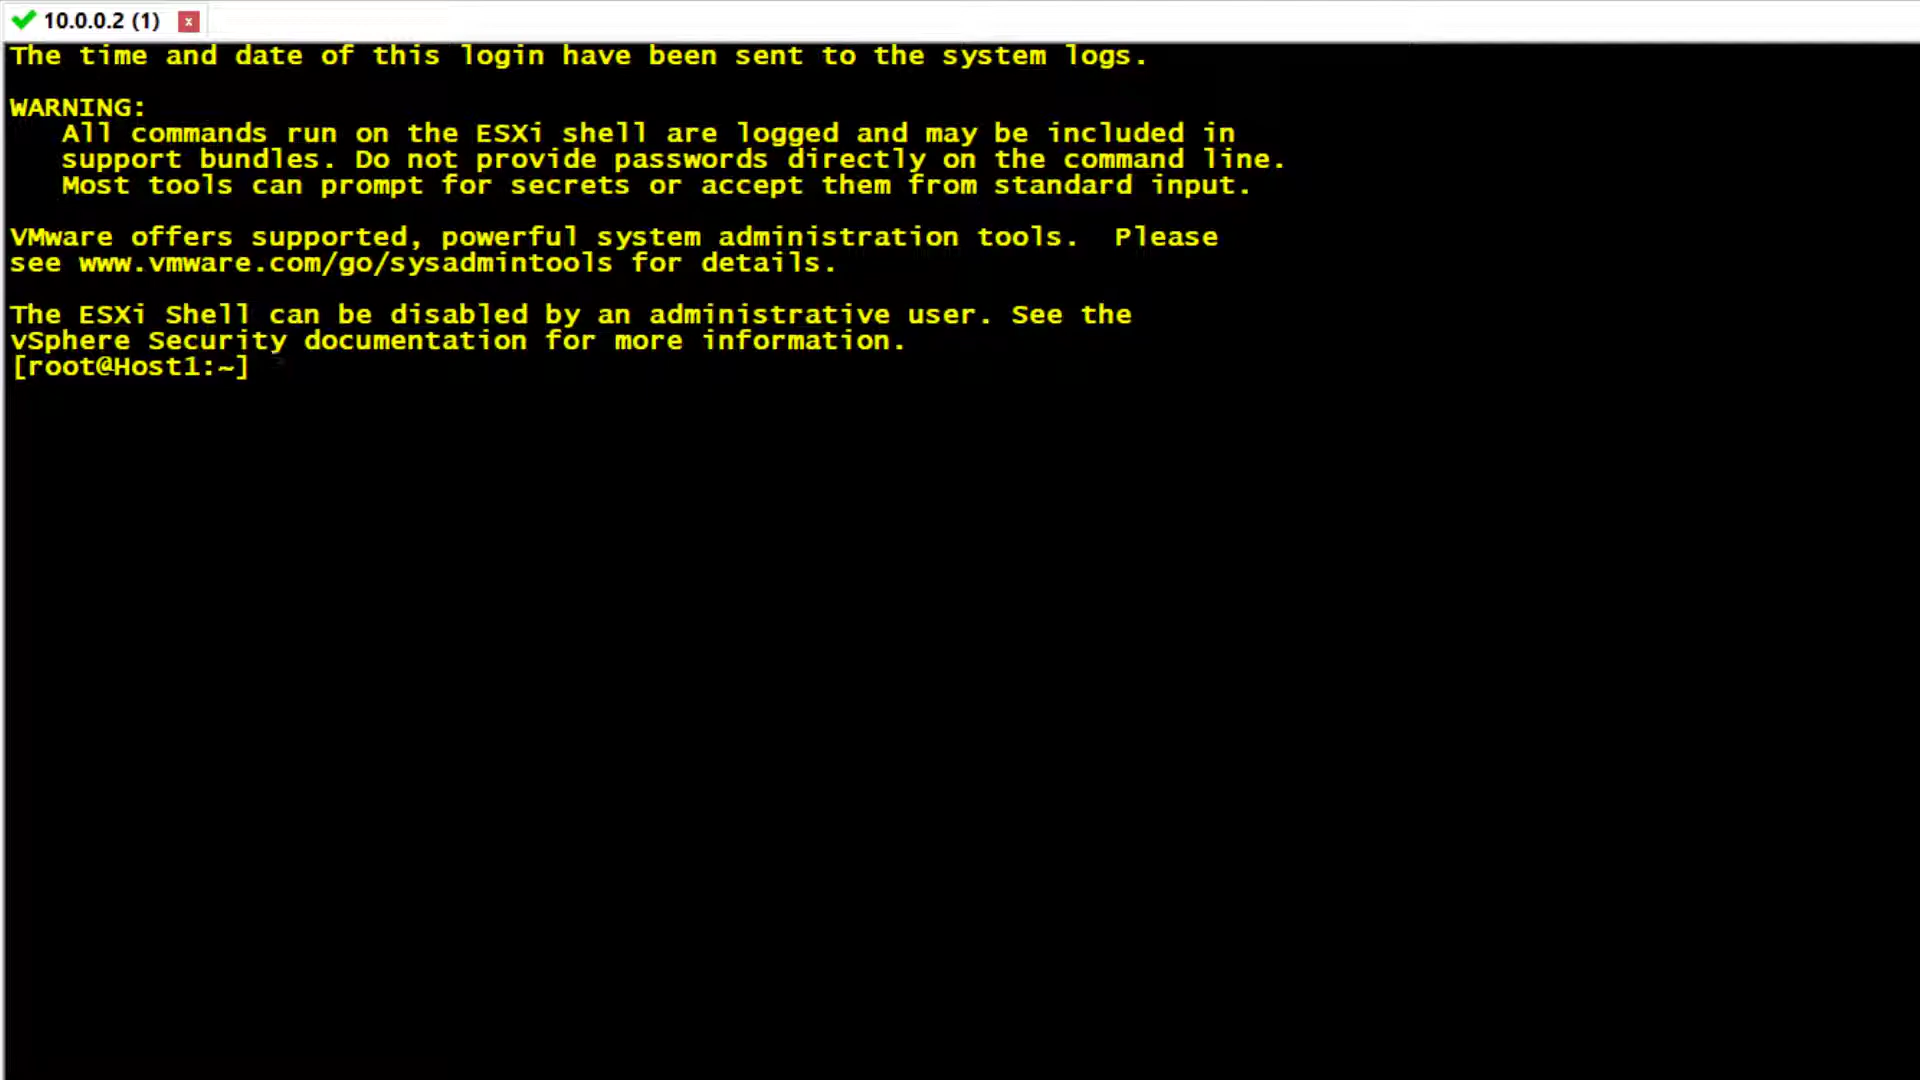 10.0.0.2 (1)
The time and date of this login have been sent to the system logs.
WARNING:
All commands run on the ESXi shell are logged and may be included in
support bundles. Do not provide passwords directly on the command line.
Most tools can prompt for secrets or accept them from standard input.
VMware offers supported, powerful system administration tools.  Please
see www.vmware.com/go/sysadmintools for details.
The ESXi Shell can be disabled by an administrative user. See the
vSphere Security documentation for more information.
[root@Host1:~]